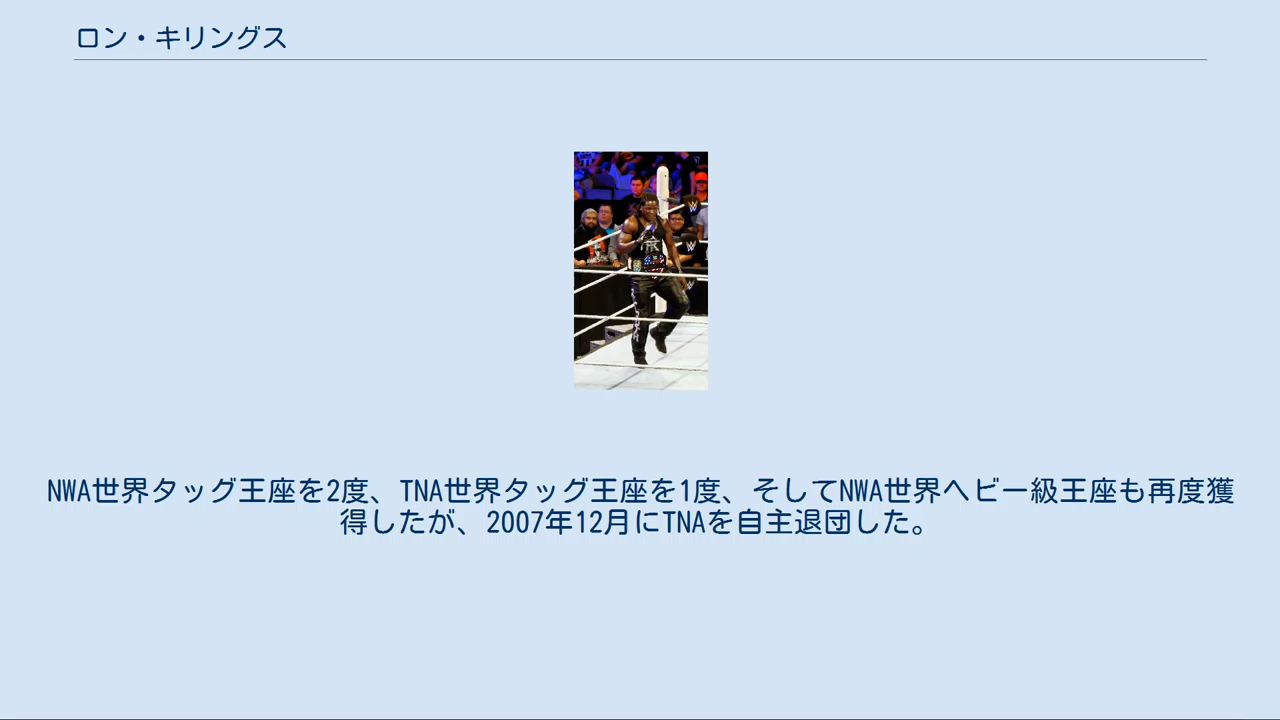 ロン・キリングス
NWA世界タッグ王座を2度、TNA世界タッグ王座を1度、そしてNWA世界ヘビー級王座も再度獲
得したが、2007年12月にTNAを自主退団した。